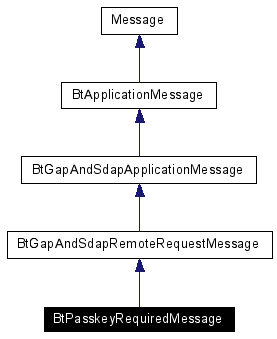 Message
BtApplicationMessage
BtGapAndSdapApplicationMessage
BtGapAndSdapRemoteRequestMessage
BtPasskeyRequiredMessage